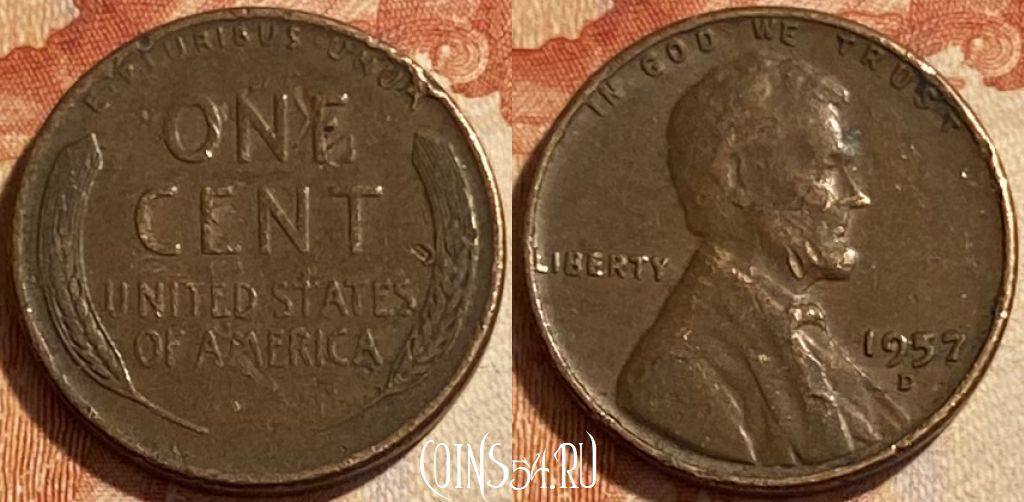 E·PLURIBUS·UNUM
ONE
CENT
UNITED STATES
OF AMERICA
IN GOD WE TRUST
LIBERTY
1957
D
COINS54.RU